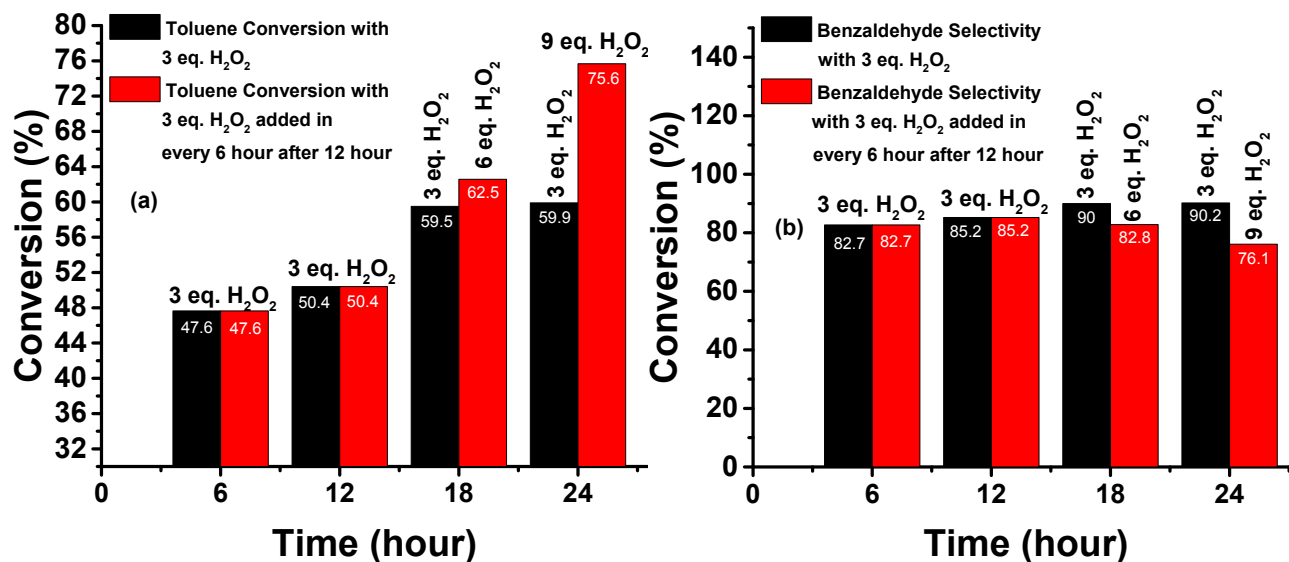 Toluene Conversion with
3 eq. H₂O₂
Toluene Conversion with
3 eq. H₂O₂ added in
every 6 hour after 12 hour
(a)
Conversion (%)
80
76
72
68
64
60
56
52
48
44
40
36
32
3 eq. H₂O₂
47.6
47.6
3 eq. H₂O₂
50.4
50.4
3 eq. H₂O₂
59.5
6 eq. H₂O₂
62.5
3 eq. H₂O₂
59.9
9 eq. H₂O₂
75.6
0
6
12
18
24
Time (hour)
Benzaldehyde Selectivity
with 3 eq. H₂O₂
Benzaldehyde Selectivity
with 3 eq. H₂O₂ added in
every 6 hour after 12 hour
(b)
Conversion (%)
140
120
100
80
60
40
20
0
3 eq. H₂O₂
82.7
82.7
3 eq. H₂O₂
85.2
85.2
3 eq. H₂O₂
90
6 eq. H₂O₂
82.8
3 eq. H₂O₂
90.2
9 eq. H₂O₂
76.1
0
6
12
18
24
Time (hour)